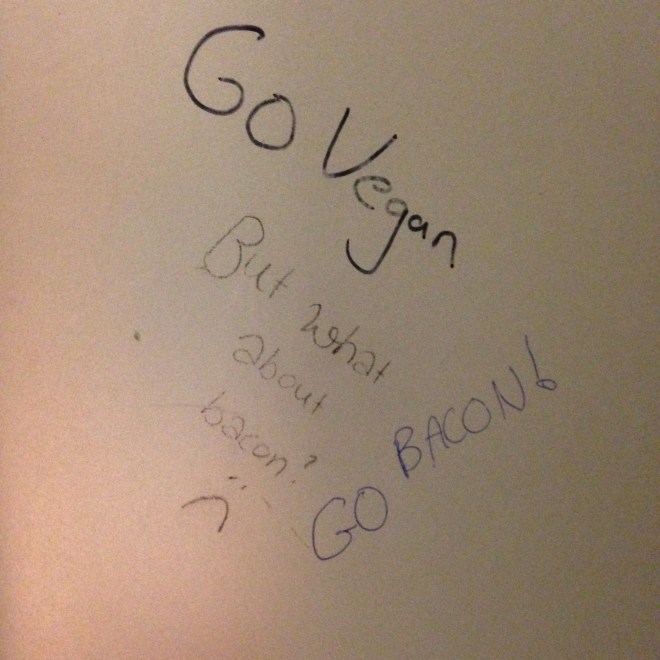 Go Vegan
But what
about
bacon?
:(
GO BACON!